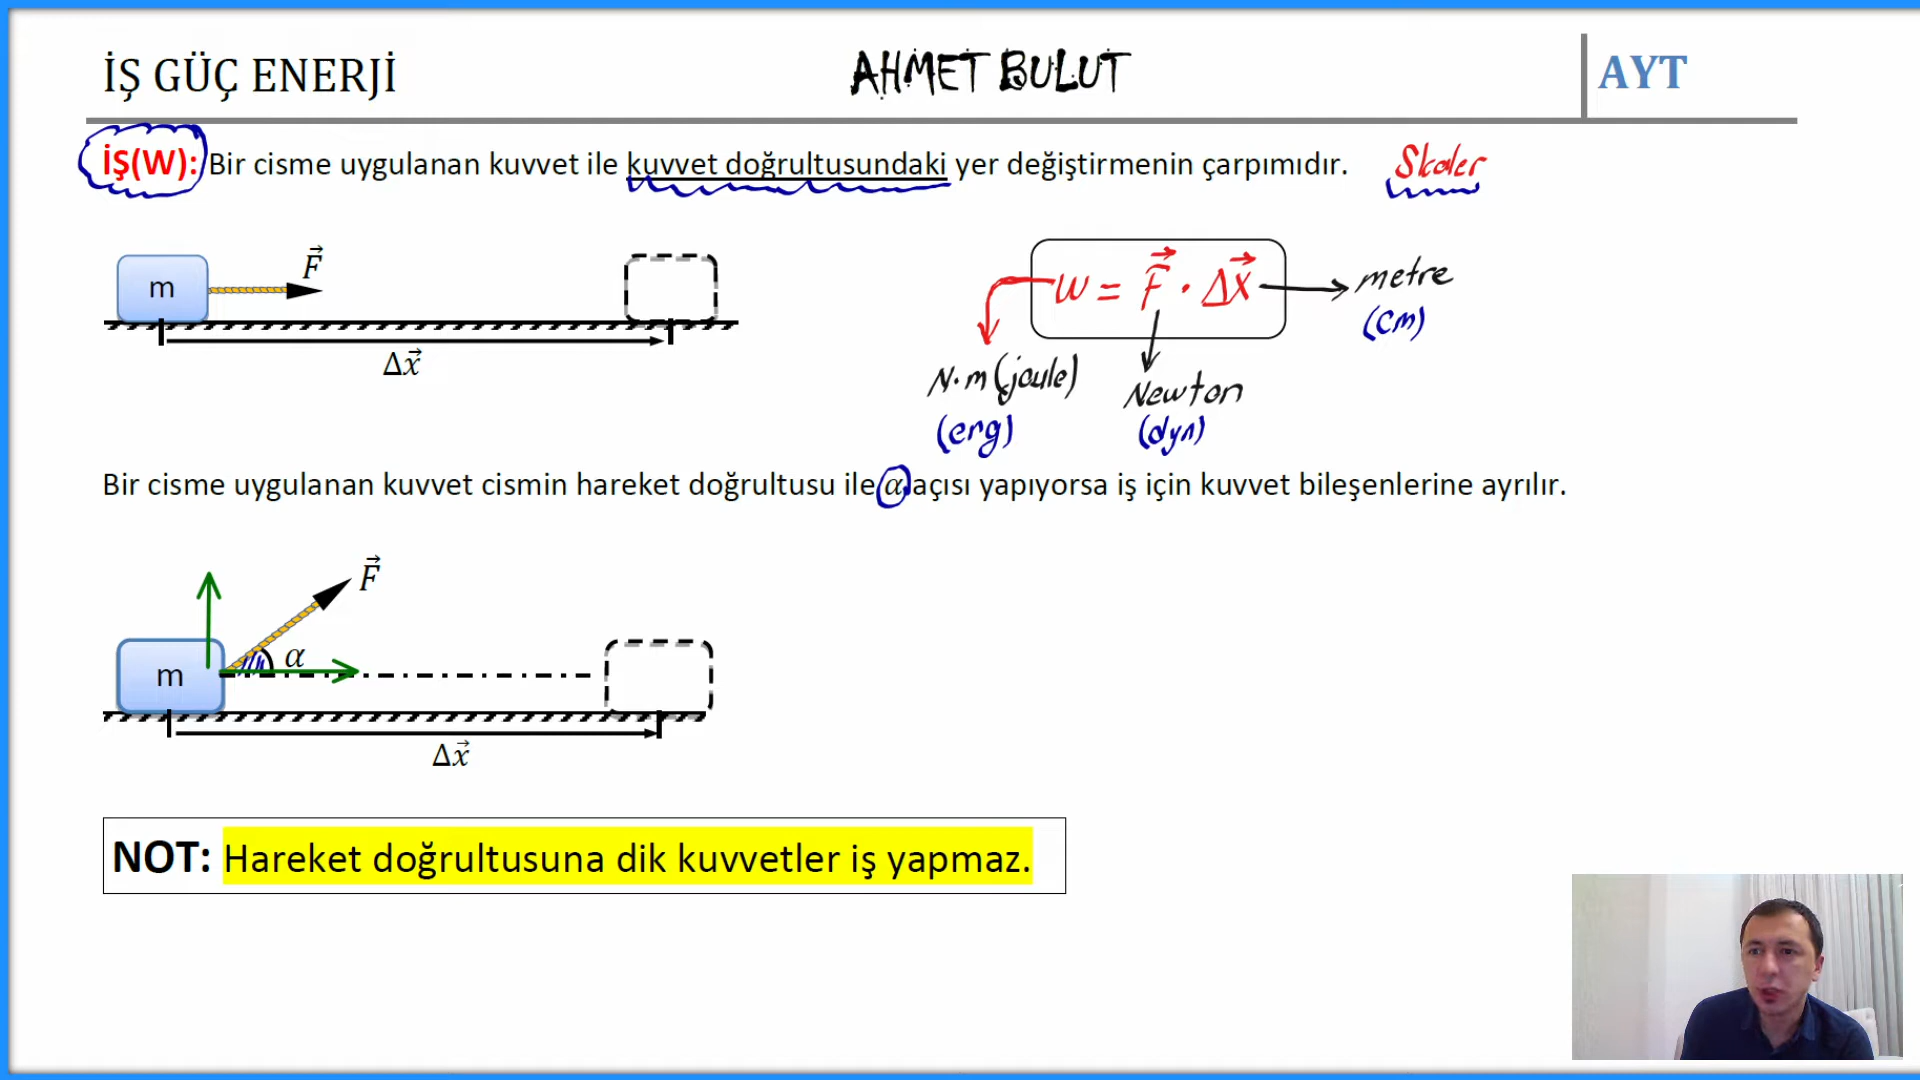 İŞ GÜÇ ENERJİ
AHMET BULUT
AYT
İŞ(W): Bir cisme uygulanan kuvvet ile kuvvet doğrultusundaki yer değiştirmenin çarpımıdır. Skaler
m
F⃗
Δx⃗
W = F⃗ · Δx⃗
metre
(cm)
N·m (joule)
(erg)
Newton
(dyn)
Bir cisme uygulanan kuvvet cismin hareket doğrultusu ile α açısı yapıyorsa iş için kuvvet bileşenlerine ayrılır.
F⃗
α
m
Δx⃗
NOT: Hareket doğrultusuna dik kuvvetler iş yapmaz.